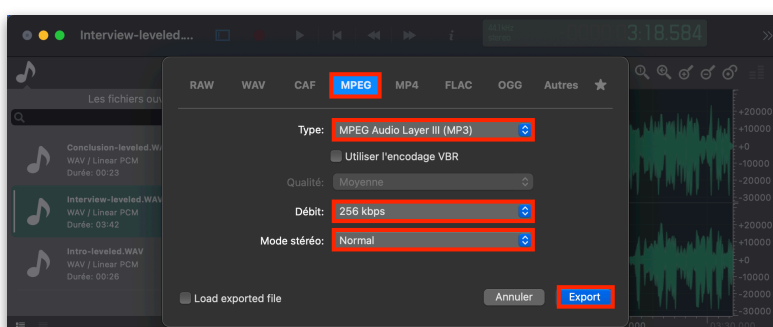 Interview-leveled....
3:18.584
RAW WAV CAF MPEG MP4 FLAC OGG Autres
Les fichiers ouv
Type: MPEG Audio Layer III (MP3)
Utiliser l'encodage VBR
Qualité: Moyenne
Débit: 256 kbps
Mode stéréo: Normal
Load exported file
Annuler Export
Conclusion-leveled.WA
WAV / Linear PCM
Durée: 00:23
Interview-leveled.WAV
WAV / Linear PCM
Durée: 03:42
Intro-leveled.WAV
WAV / Linear PCM
Durée: 00:26
+20000
+10000
+0
-10000
-20000
-30000
+20000
+10000
+0
-10000
-20000
-30000